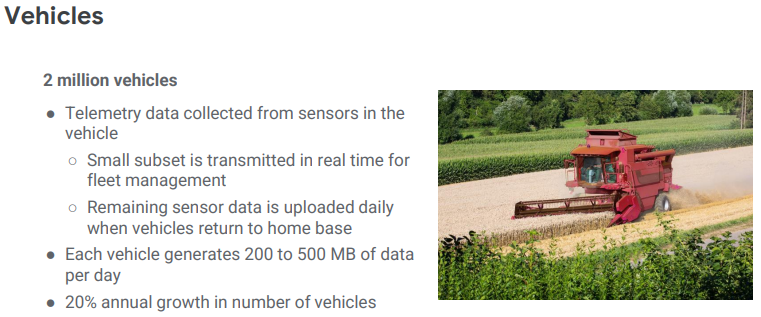 Vehicles
2 million vehicles
● Telemetry data collected from sensors in the
vehicle
○ Small subset is transmitted in real time for
fleet management
○ Remaining sensor data is uploaded daily
when vehicles return to home base
● Each vehicle generates 200 to 500 MB of data
per day
● 20% annual growth in number of vehicles